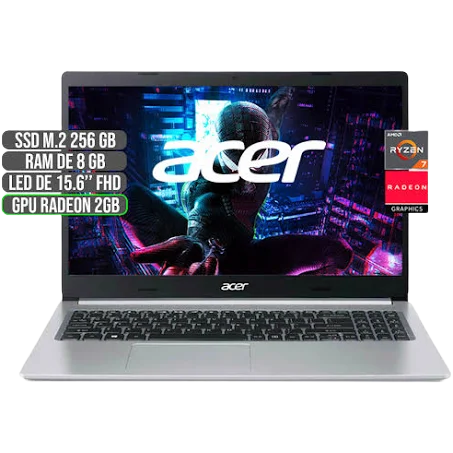 SSD M.2 256 GB
RAM DE 8 GB
LED DE 15.6’’ FHD
GPU RADEON 2GB
acer
AMD
RYZEN
7
RADEON
GRAPHICS
acer